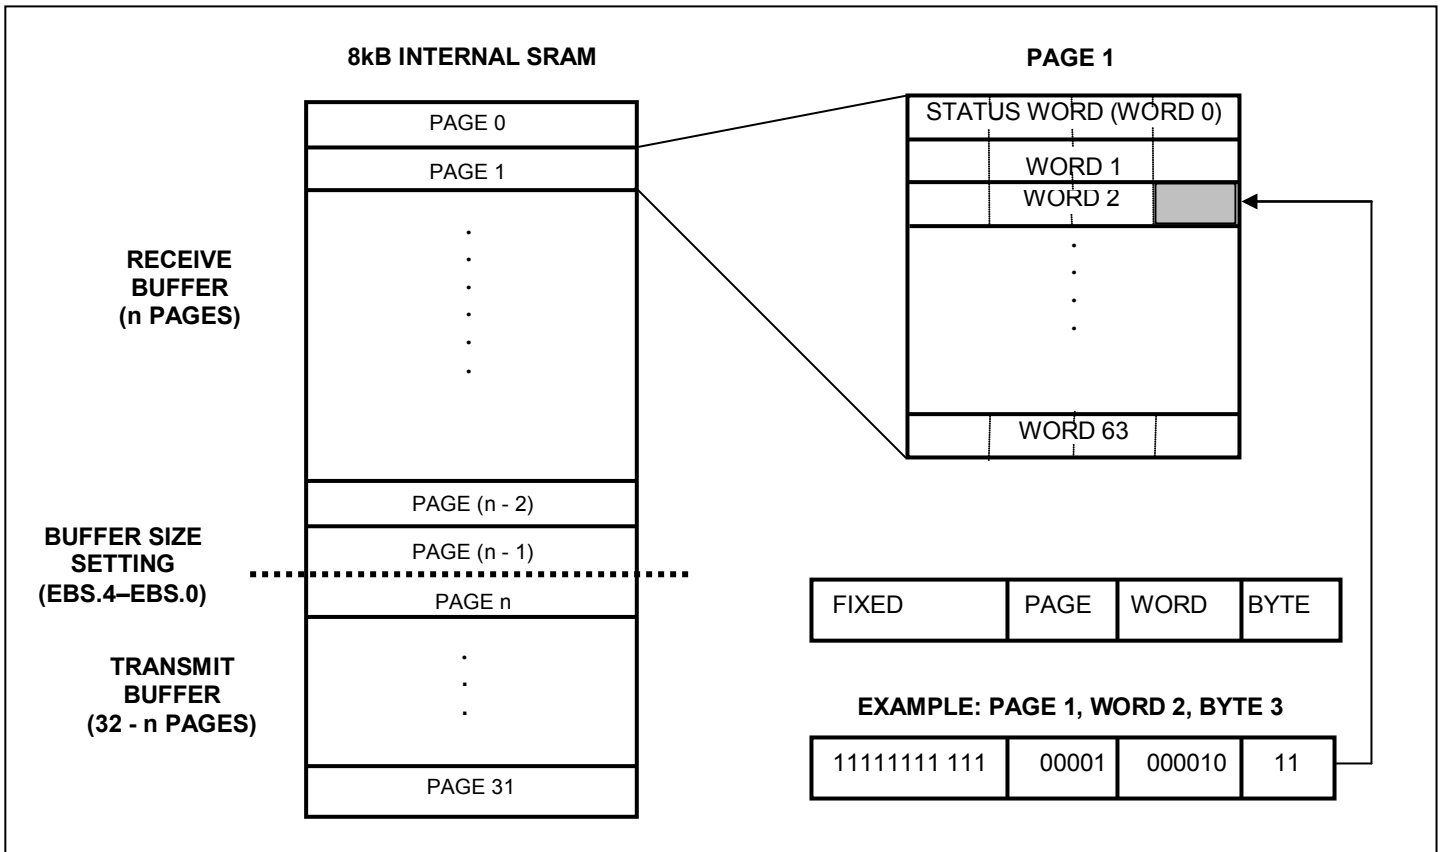 8kB INTERNAL SRAM
PAGE 0
PAGE 1
RECEIVE
BUFFER
(n PAGES)
PAGE (n - 2)
PAGE (n - 1)
BUFFER SIZE
SETTING
(EBS.4–EBS.0)
PAGE n
TRANSMIT
BUFFER
(32 - n PAGES)
PAGE 31
PAGE 1
STATUS WORD (WORD 0)
WORD 1
WORD 2
WORD 63
FIXED PAGE WORD BYTE
EXAMPLE: PAGE 1, WORD 2, BYTE 3
11111111 111 00001 000010 11